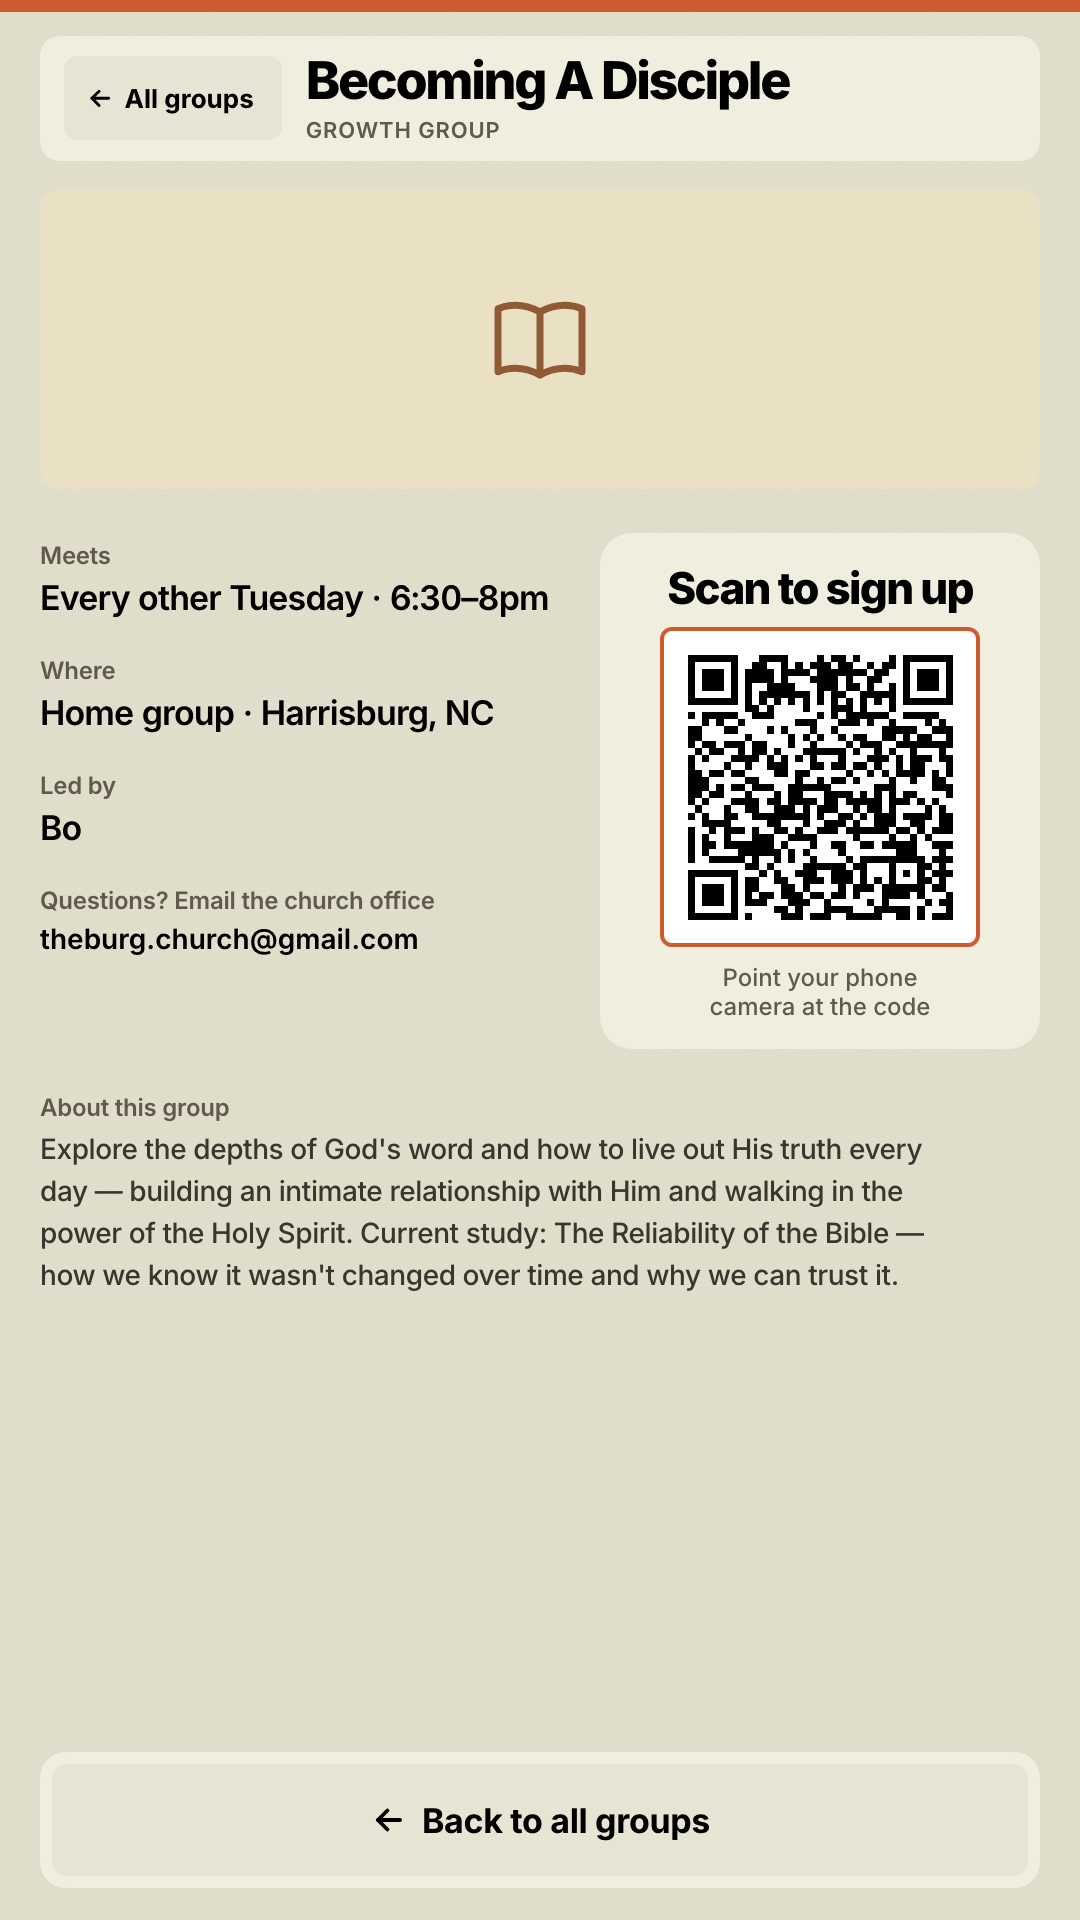 ← All groups
Becoming A Disciple
GROWTH GROUP
Meets
Every other Tuesday · 6:30–8pm
Where
Home group · Harrisburg, NC
Led by
Bo
Questions? Email the church office
theburg.church@gmail.com
Scan to sign up
Point your phone
camera at the code
About this group
Explore the depths of God's word and how to live out His truth every
day — building an intimate relationship with Him and walking in the
power of the Holy Spirit. Current study: The Reliability of the Bible —
how we know it wasn't changed over time and why we can trust it.
← Back to all groups